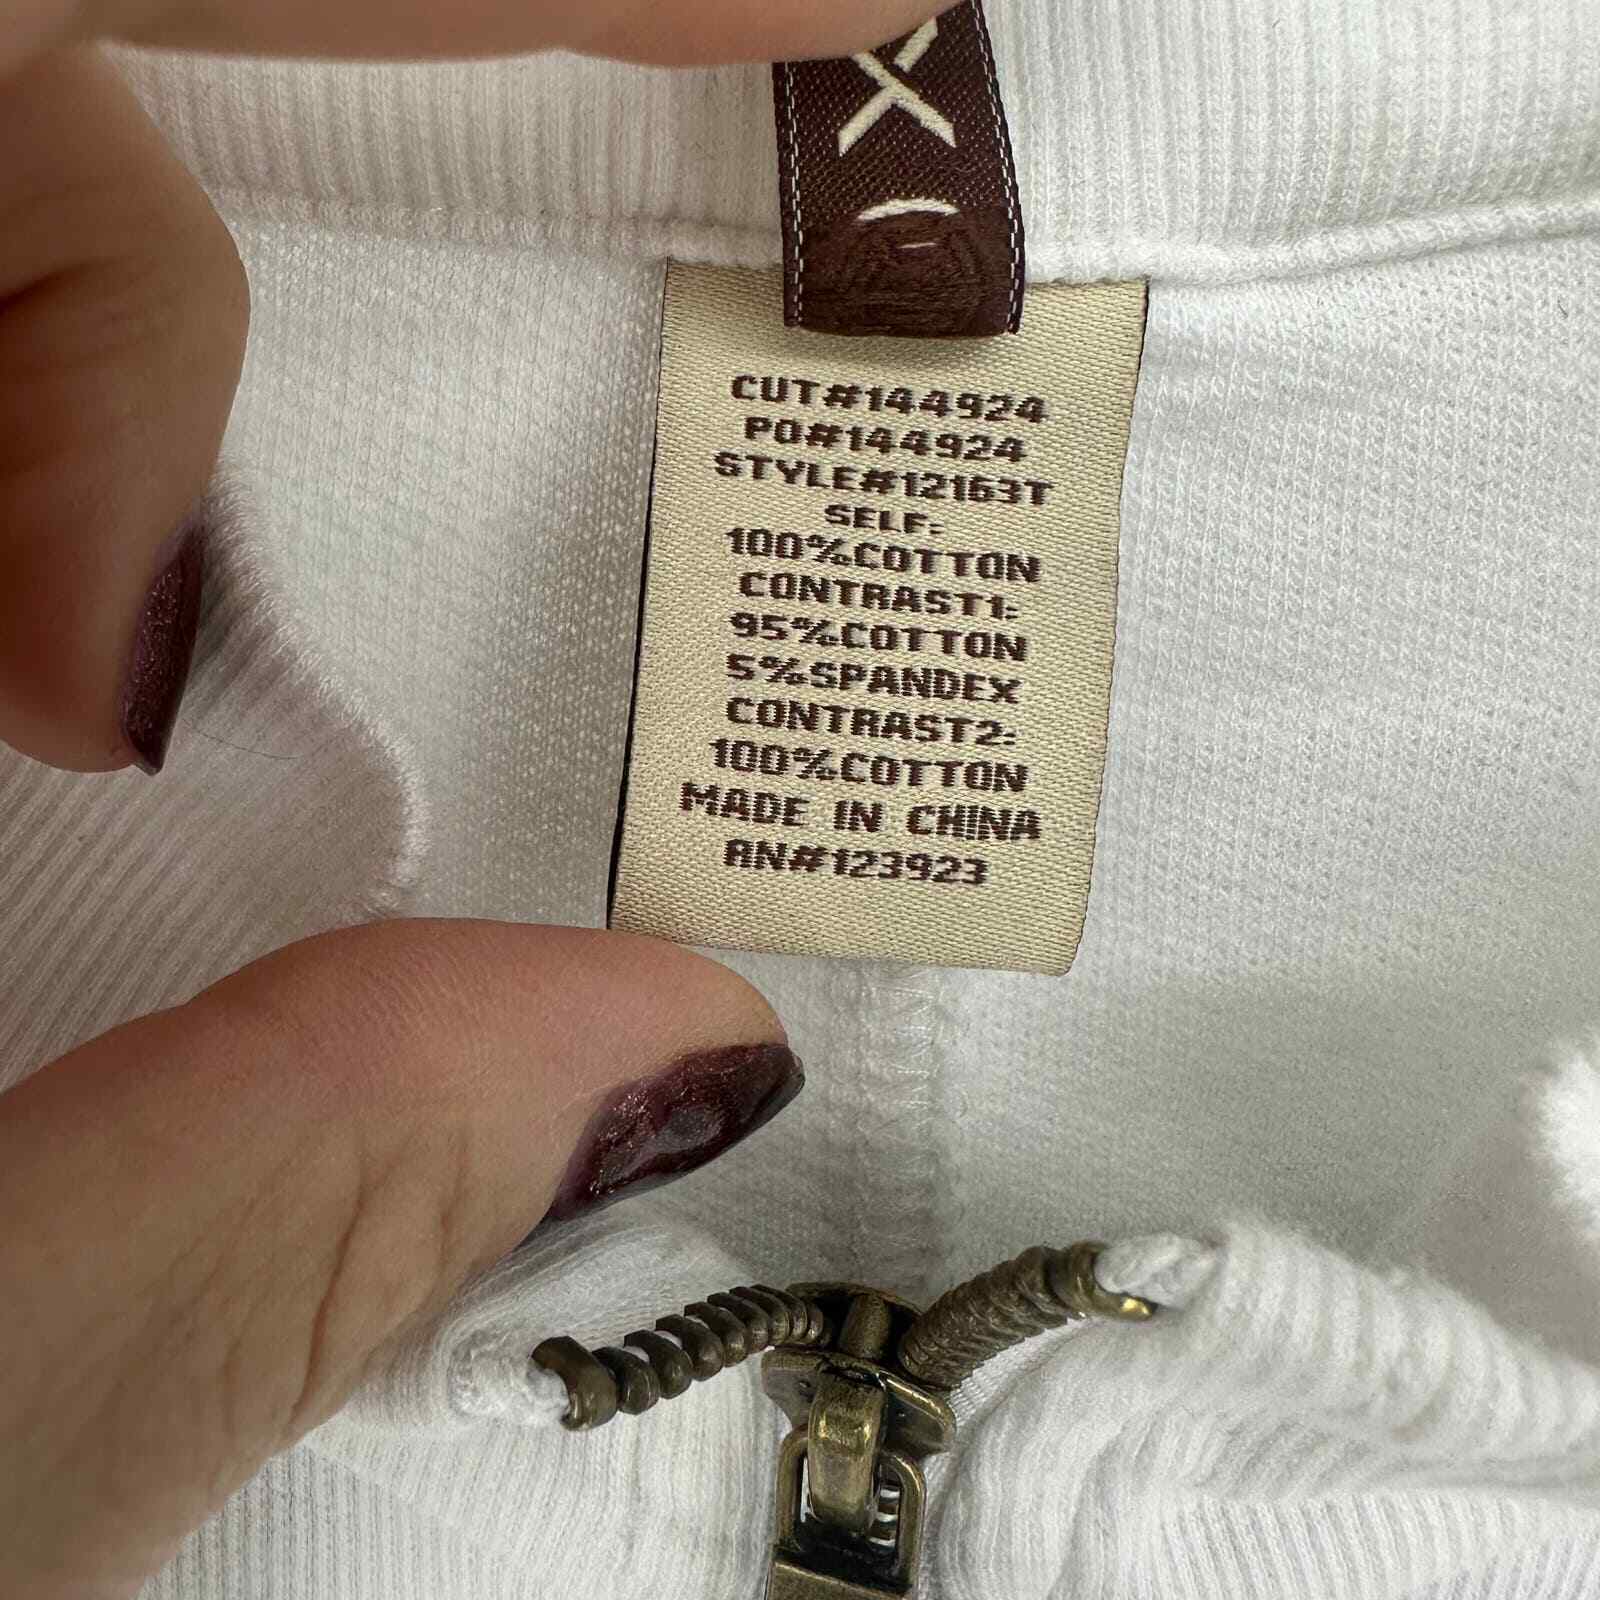 CUT#144924
PO#144924
STYLE#12163T
SELF:
100%COTTON
CONTRAST1:
95%COTTON
5%SPANDEX
CONTRAST2:
100%COTTON
MADE IN CHINA
AN#123923